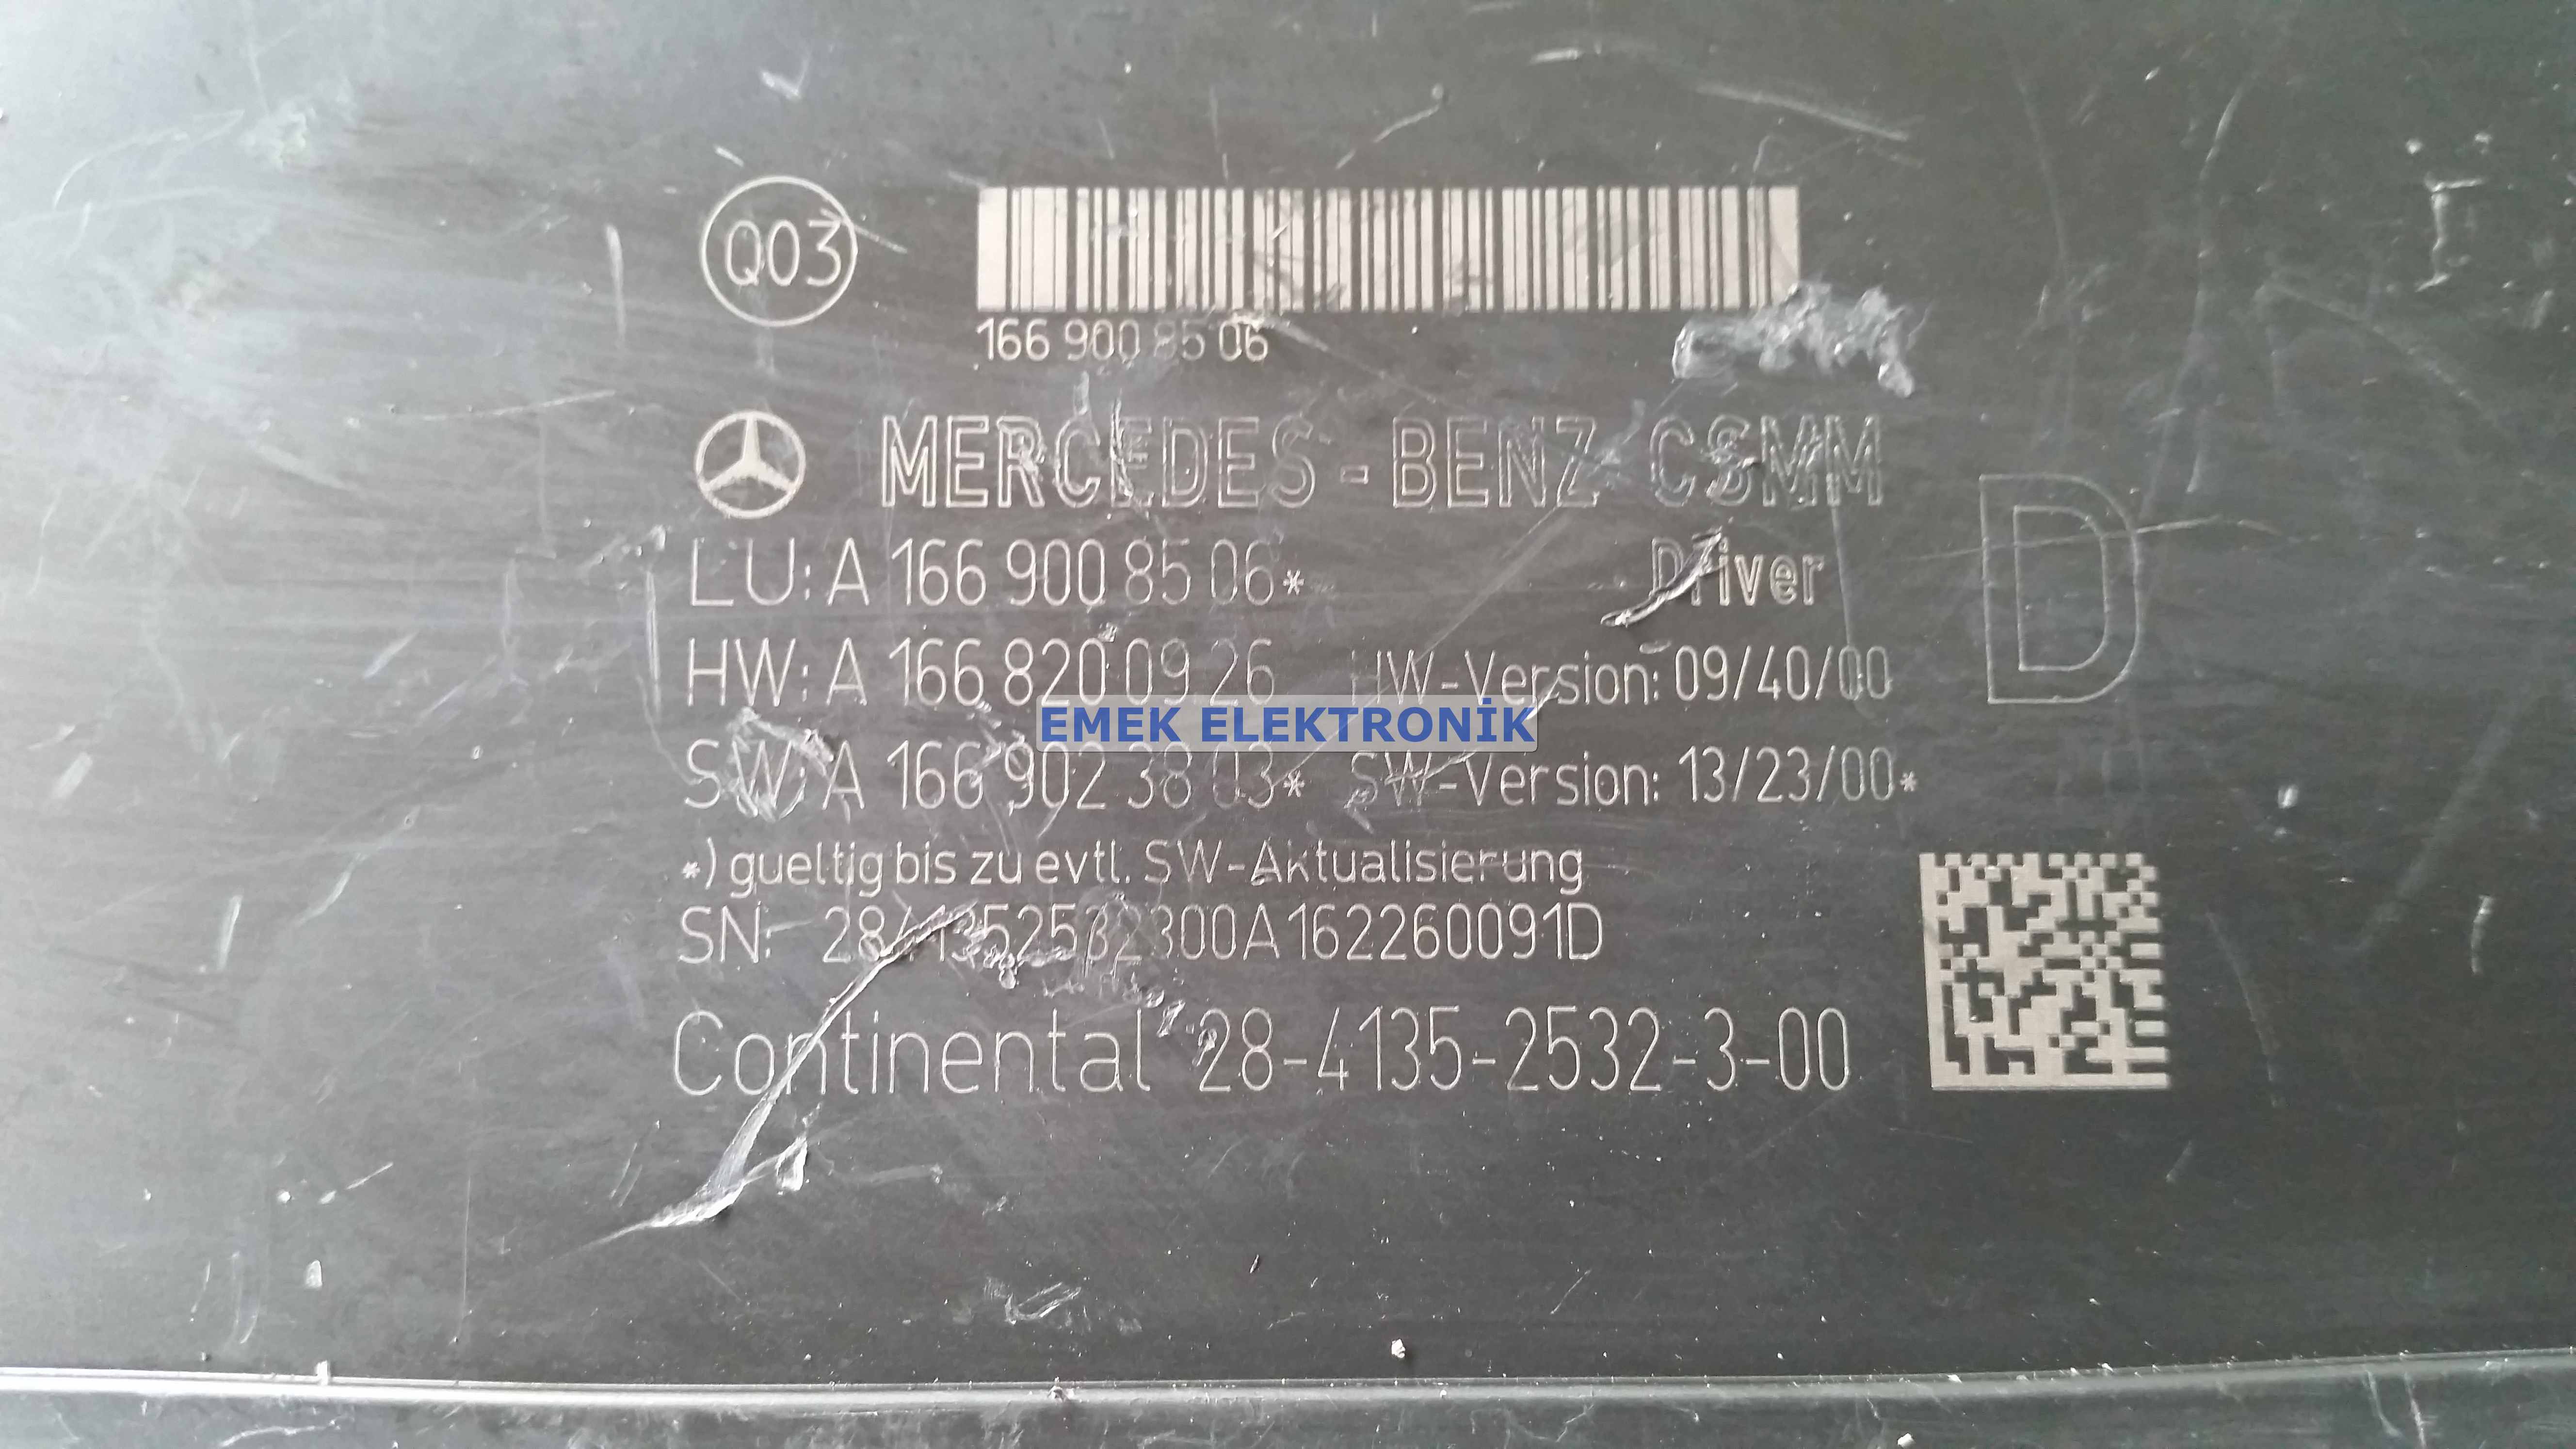 Q03
166 900 85 06
MERCEDES-BENZ CSMM
LU: A 166 900 85 06* Driver
D
HW: A 166 820 09 26 HW-Version: 09/40/00
EMEK ELEKTRONİK
SW: A 166 902 38 03* SW-Version: 13/23/00*
*) gueltig bis zu evtl. SW-Aktualisierung
SN: 2841352532300A162260091D
Continental 28-4135-2532-3-00